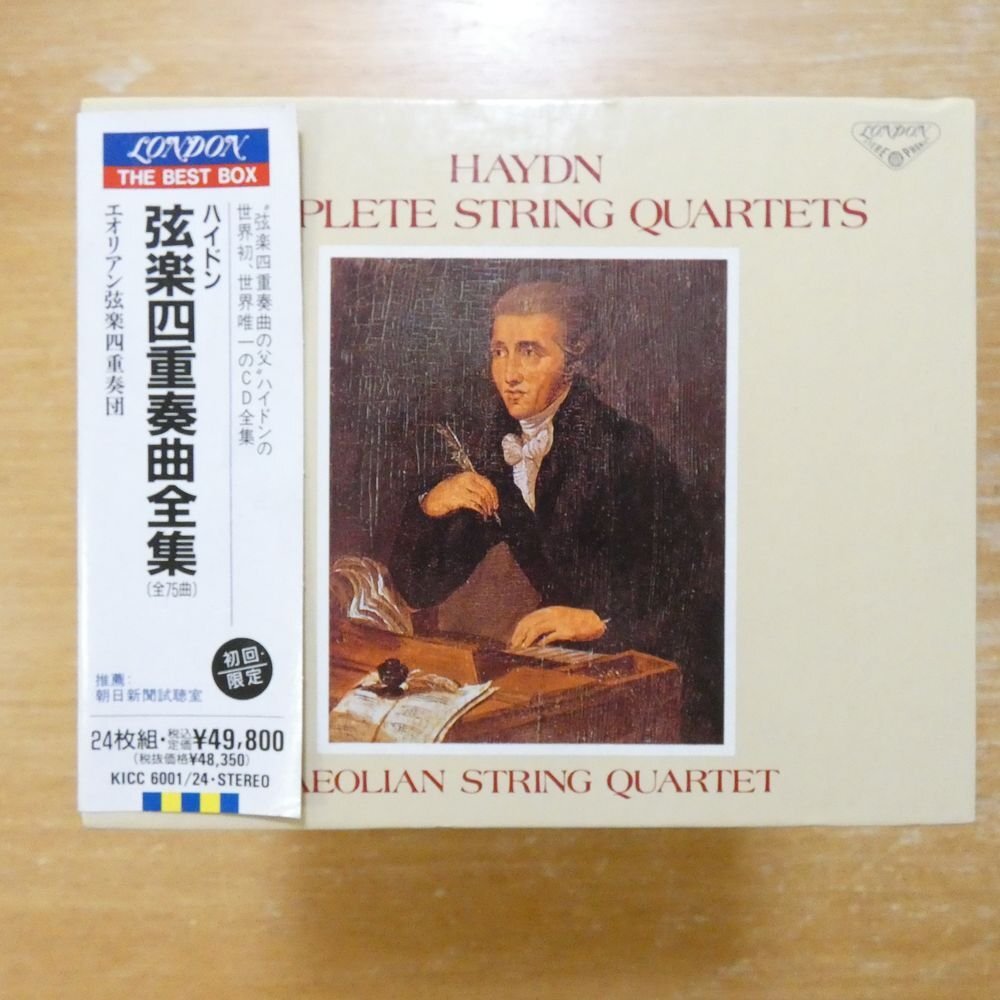 LONDON
THE BEST BOX
"弦楽四重奏曲の父"ハイドンの
世界初、世界唯一のCD全集
ハイドン
弦楽四重奏曲全集
(全75曲)
エオリアン弦楽四重奏団
初回
限定
推薦:
朝日新聞試聴室
24枚組・税込定価¥49,800
(税抜価格¥48,350)
KICC 6001/24・STEREO
LONDON
HAYDN
PLETE STRING QUARTETS
AEOLIAN STRING QUARTET